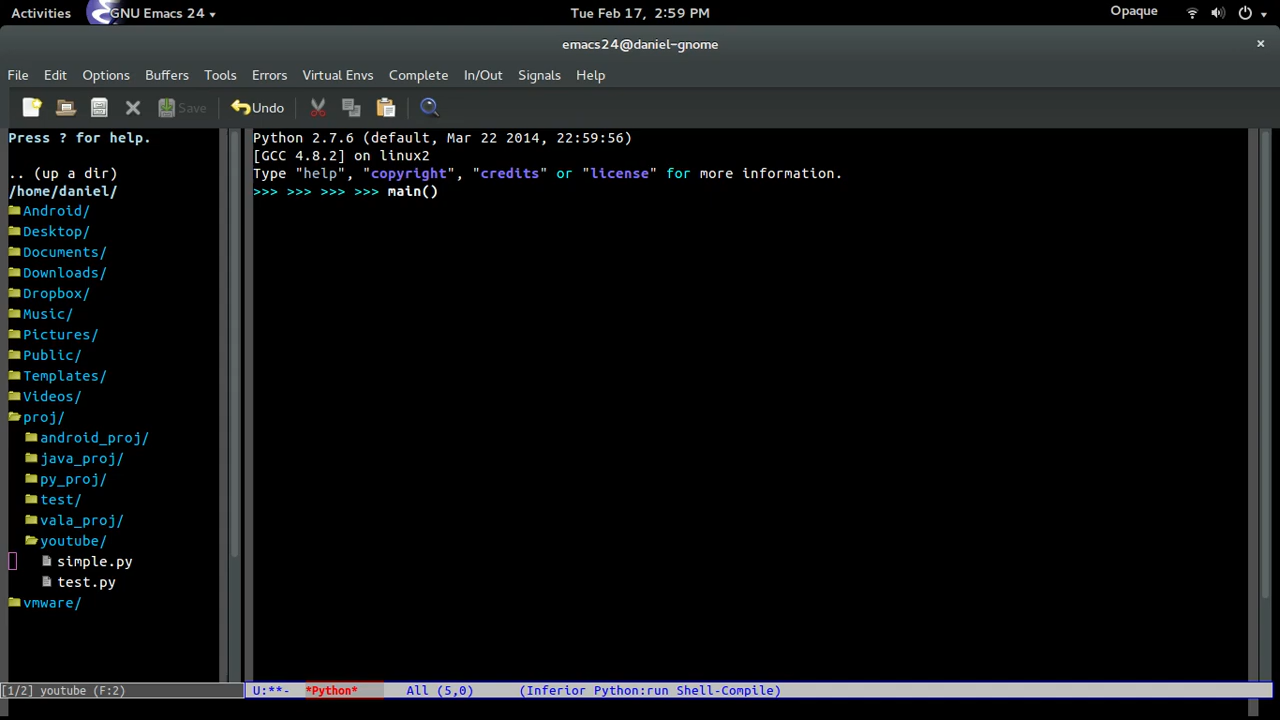 Activities GNU Emacs 24 Tue Feb 17, 2:59 PM Opaque
emacs24@daniel-gnome ×
File Edit Options Buffers Tools Errors Virtual Envs Complete In/Out Signals Help
Save Undo
Press ? for help.
.. (up a dir)
/home/daniel/
Android/
Desktop/
Documents/
Downloads/
Dropbox/
Music/
Pictures/
Public/
Templates/
Videos/
proj/
android_proj/
java_proj/
py_proj/
test/
vala_proj/
youtube/
simple.py
test.py
vmware/
[1/2] youtube (F:2)
Python 2.7.6 (default, Mar 22 2014, 22:59:56)
[GCC 4.8.2] on linux2
Type "help", "copyright", "credits" or "license" for more information.
>>> >>> >>> >>> main()
U:**- *Python* All (5,0) (Inferior Python:run Shell-Compile)